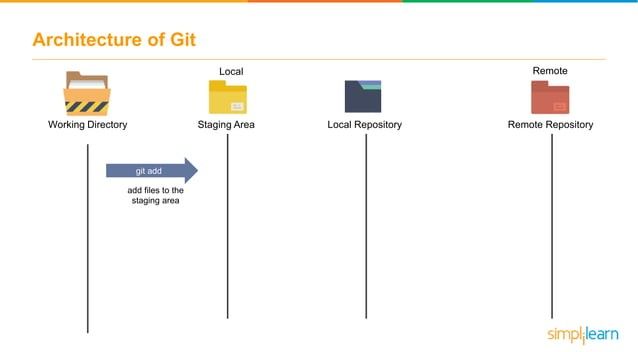 Architecture of Git
Local
Remote
Working Directory
Staging Area
Local Repository
Remote Repository
git add
add files to the
staging area
simplilearn